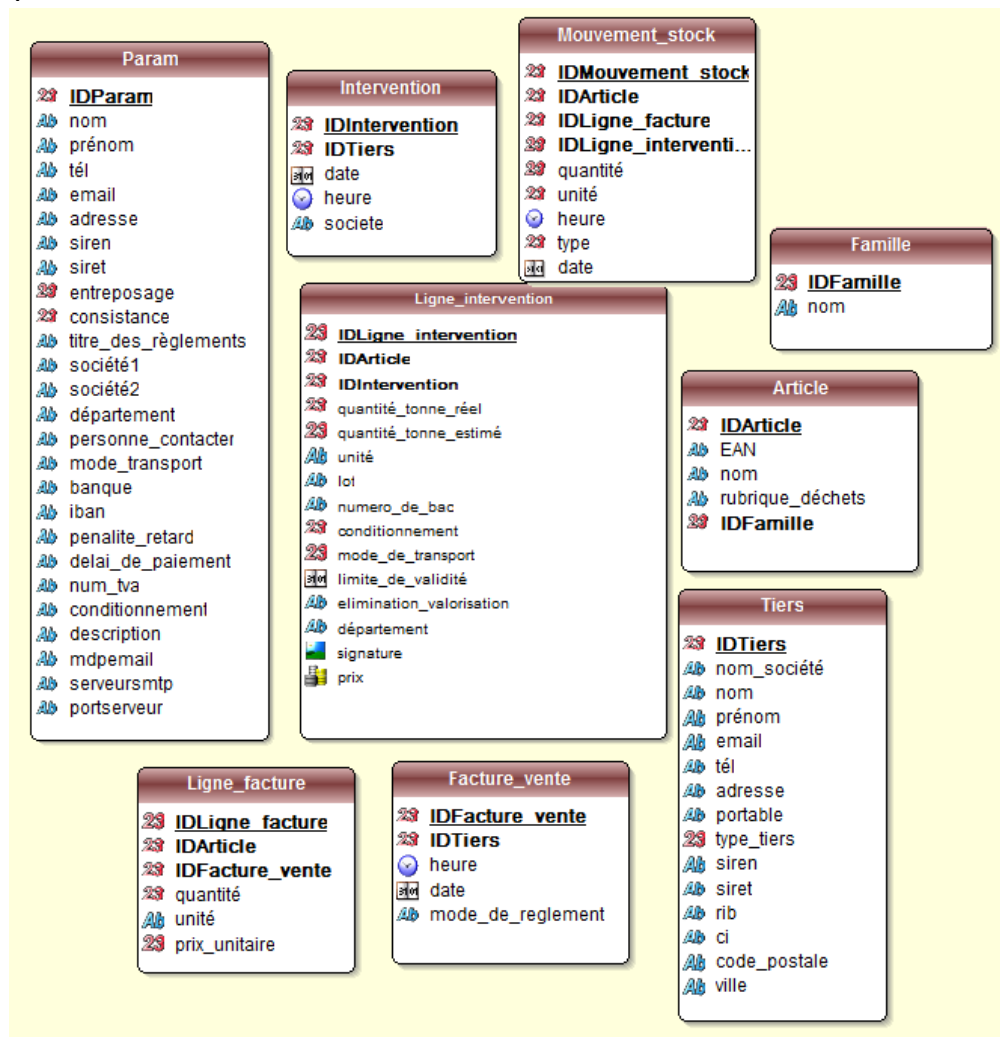 Param
IDParam
nom
prénom
tél
email
adresse
siren
siret
entreposage
consistance
titre_des_règlements
société1
société2
département
personne_contacter
mode_transport
banque
iban
penalite_retard
delai_de_paiement
num_tva
conditionnement
description
mdpemail
serveursmtp
portserveur
Intervention
IDIntervention
IDTiers
date
heure
societe
Mouvement_stock
IDMouvement_stock
IDArticle
IDLigne_facture
IDLigne_interventi...
quantité
unité
heure
type
date
Famille
IDFamille
nom
Ligne_intervention
IDLigne_intervention
IDArticle
IDIntervention
quantité_tonne_réel
quantité_tonne_estimé
unité
lot
numero_de_bac
conditionnement
mode_de_transport
limite_de_validité
elimination_valorisation
département
signature
prix
Article
IDArticle
EAN
nom
rubrique_déchets
IDFamille
Tiers
IDTiers
nom_société
nom
prénom
email
tél
adresse
portable
type_tiers
siren
siret
rib
ci
code_postale
ville
Ligne_facture
IDLigne_facture
IDArticle
IDFacture_vente
quantité
unité
prix_unitaire
Facture_vente
IDFacture_vente
IDTiers
heure
date
mode_de_reglement